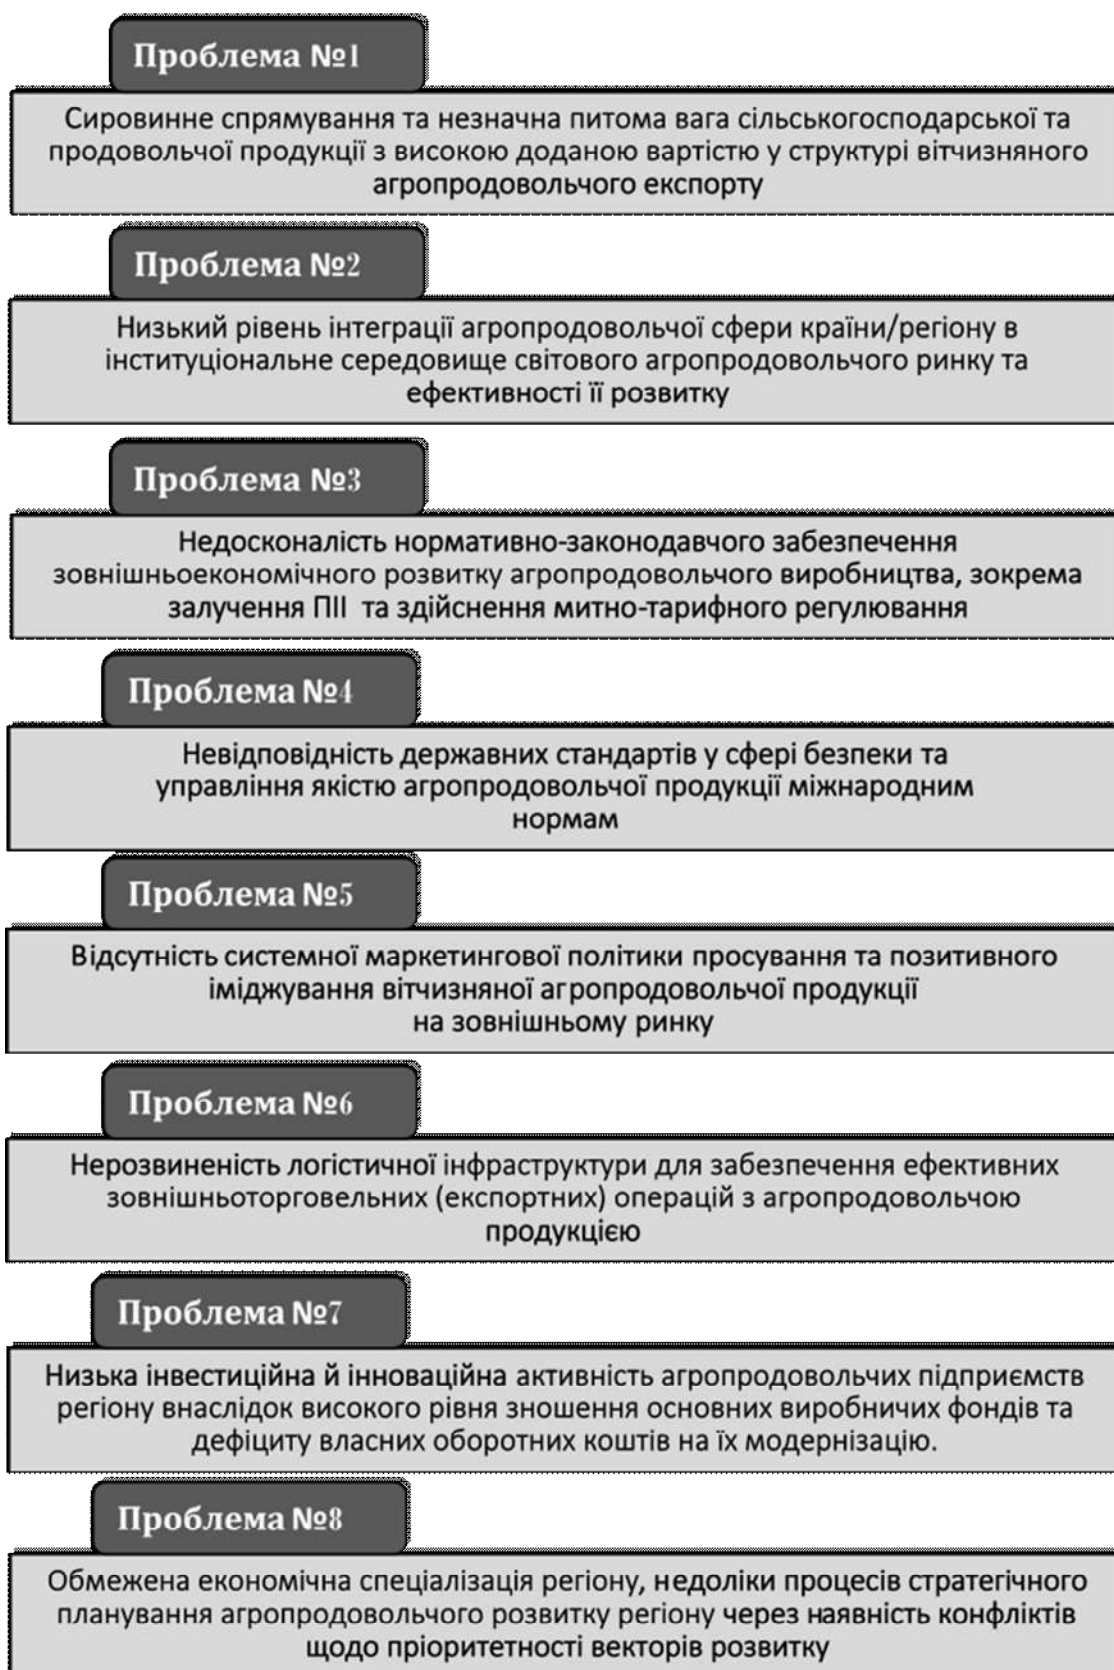 Проблема №1
Сировинне спрямування та незначна питома вага сільськогосподарської та
продовольчої продукції з високою доданою вартістю у структурі вітчизняного
агропродовольчого експорту
Проблема №2
Низький рівень інтеграції агропродовольчої сфери країни/регіону в
інституціональне середовище світового агропродовольчого ринку та
ефективності її розвитку
Проблема №3
Недосконалість нормативно-законодавчого забезпечення
зовнішньоекономічного розвитку агропродовольчого виробництва, зокрема
залучення ПІІ та здійснення митно-тарифного регулювання
Проблема №4
Невідповідність державних стандартів у сфері безпеки та
управління якістю агропродовольчої продукції міжнародним
нормам
Проблема №5
Відсутність системної маркетингової політики просування та позитивного
іміджування вітчизняної агропродовольчої продукції
на зовнішньому ринку
Проблема №6
Нерозвиненість логістичної інфраструктури для забезпечення ефективних
зовнішньоторговельних (експортних) операцій з агропродовольчою
продукцією
Проблема №7
Низька інвестиційна й інноваційна активність агропродовольчих підприємств
регіону внаслідок високого рівня зношення основних виробничих фондів та
дефіциту власних оборотних коштів на їх модернізацію.
Проблема №8
Обмежена економічна спеціалізація регіону, недоліки процесів стратегічного
планування агропродовольчого розвитку регіону через наявність конфліктів
щодо пріоритетності векторів розвитку